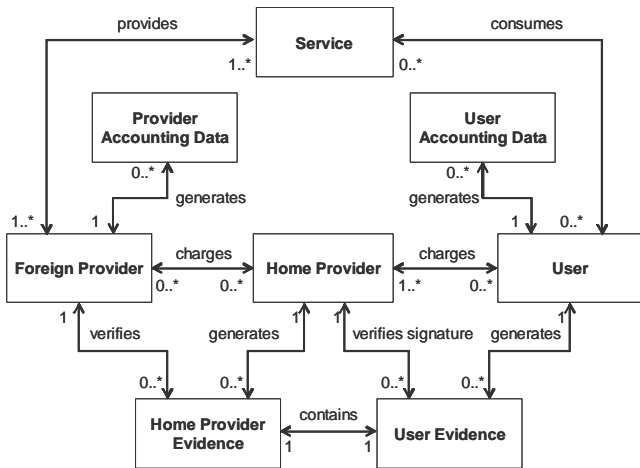 provides
consumes
Service
1..*
0..*
Provider
Accounting Data
User
Accounting Data
0..*
0..*
generates
generates
1..*
1
1
0..*
Foreign Provider
charges
Home Provider
charges
User
0..*
0..*
1..*
0..*
1
1
1
1
verifies
generates
verifies signature
generates
0..*
0..*
0..*
0..*
Home Provider
Evidence
contains
User Evidence
1
1